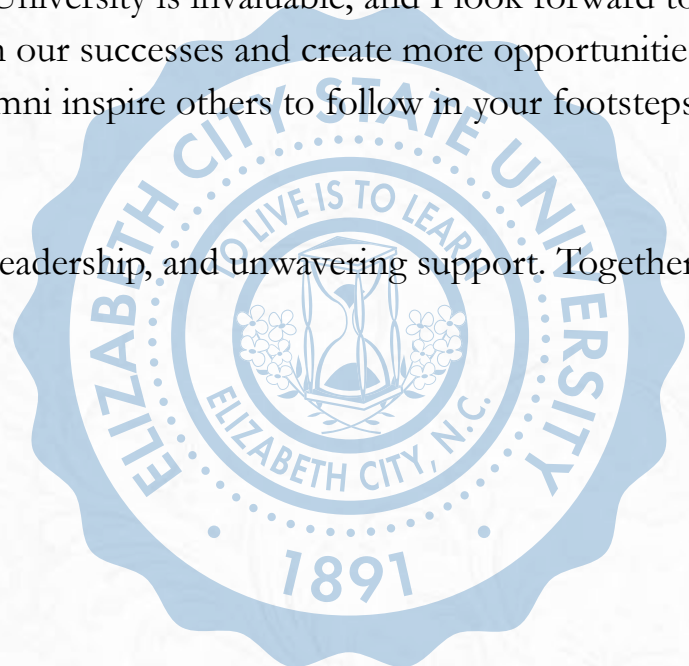 University is invaluable, and I look forward to
n our successes and create more opportunitie
mni inspire others to follow in your footsteps
eadership, and unwavering support. Together
ELIZABETH CITY STATE UNIVERSITY
TO LIVE IS TO LEARN
ELIZABETH CITY, N.C.
1891